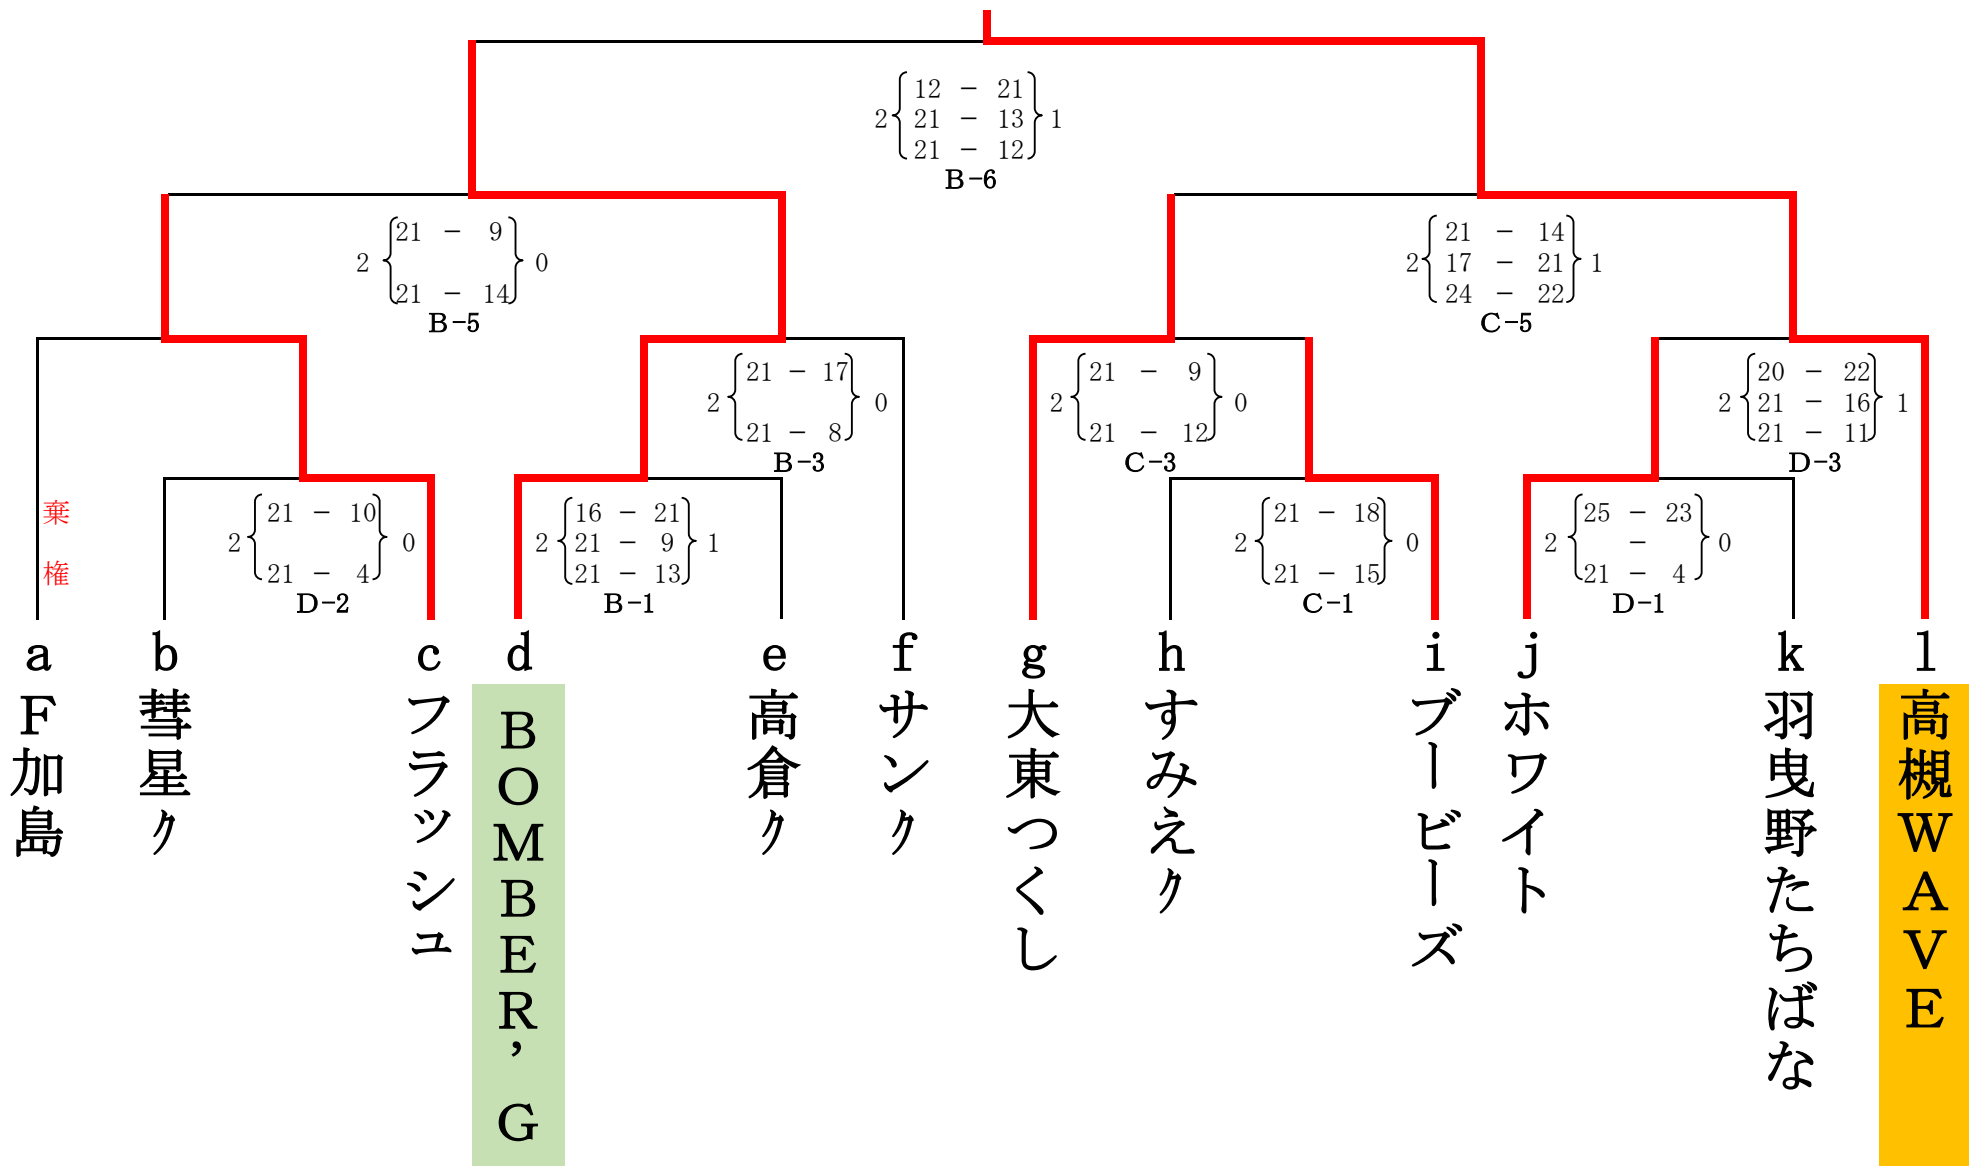 12 − 21
2 21 − 13 1
21 − 12
B−6
21 − 9
2 0
21 − 14
B−5
21 − 14
2 17 − 21 1
24 − 22
C−5
21 − 17
2 0
21 − 8
B−3
21 − 9
2 0
21 − 12
C−3
20 − 22
2 21 − 16 1
21 − 11
D−3
棄権
21 − 10
2 0
21 − 4
D−2
16 − 21
2 21 − 9 1
21 − 13
B−1
21 − 18
2 0
21 − 15
C−1
25 − 23
2 − 0
21 − 4
D−1
a
F加島
b
彗星ク
c
フラッシュ
d
BOMBER’G
e
高倉ク
f
サンク
g
大東つくし
h
すみえク
i
ブービーズ
j
ホワイト
k
羽曳野たちばな
l
高槻WAVE